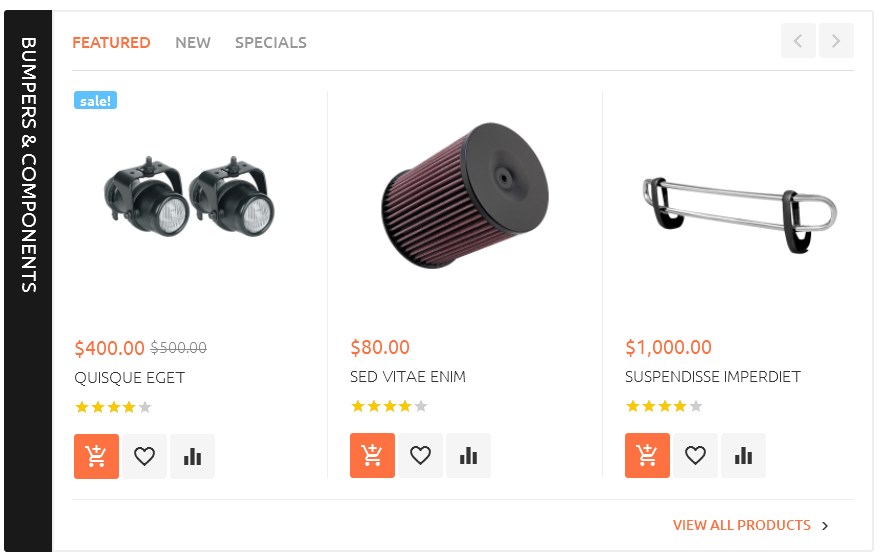 BUMPERS & COMPONENTS
FEATURED NEW SPECIALS
sale!
$400.00 $500.00
QUISQUE EGET
$80.00
SED VITAE ENIM
$1,000.00
SUSPENDISSE IMPERDIET
VIEW ALL PRODUCTS